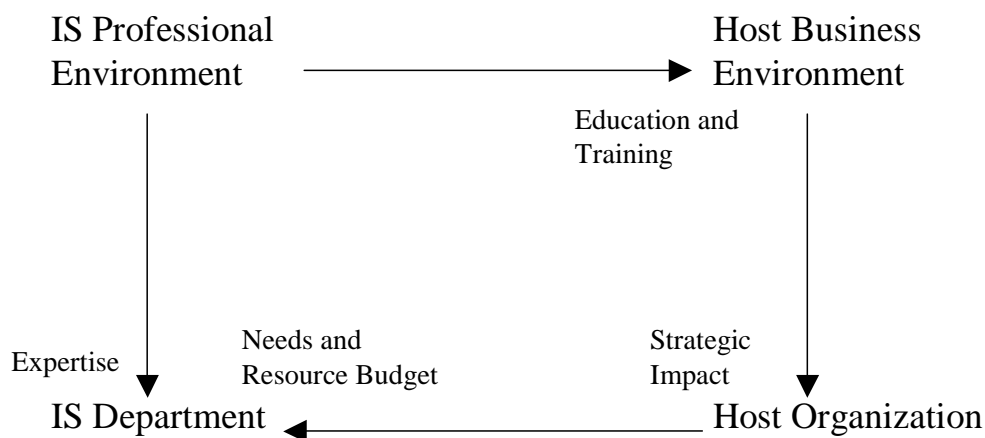 IS Professional
Environment
Host Business
Environment
Education and
Training
Expertise
Needs and
Resource Budget
Strategic
Impact
IS Department
Host Organization